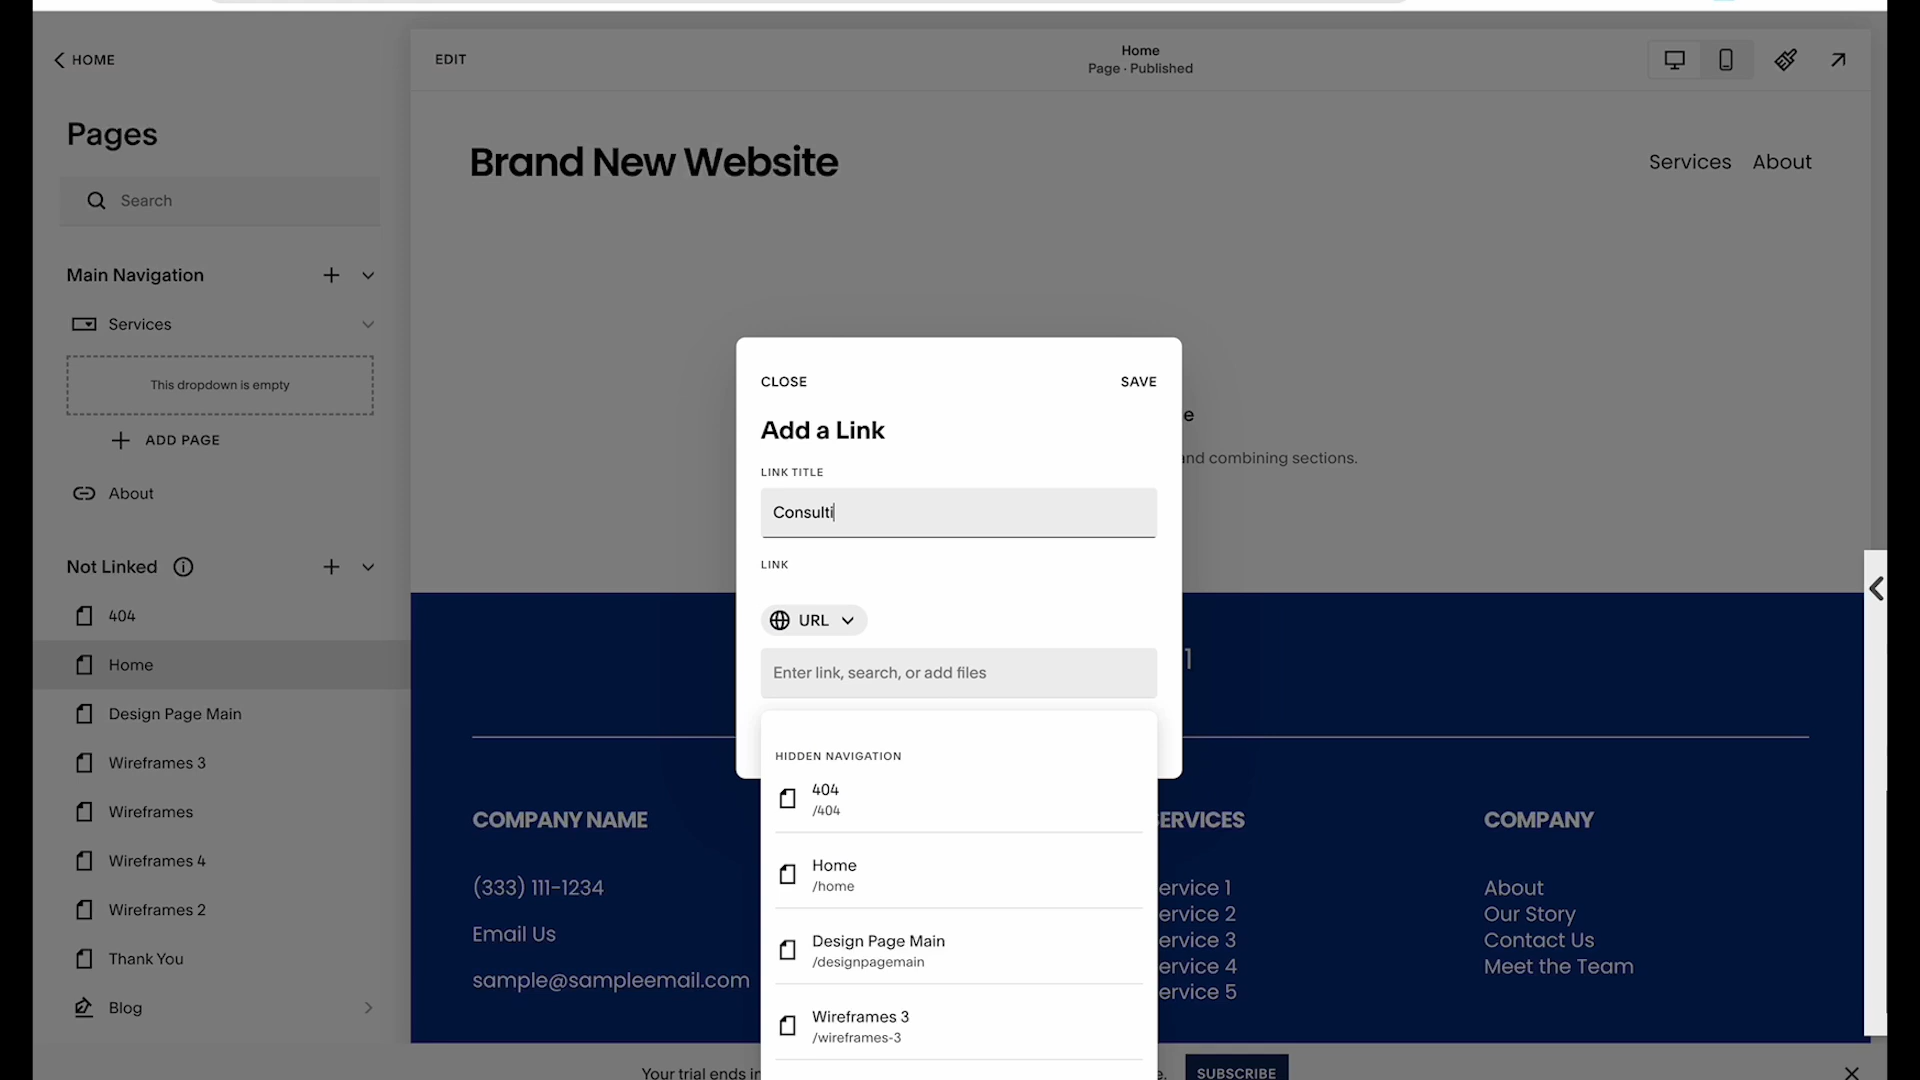 HOME
Pages
Search
Main Navigation
Services
This dropdown is empty
ADD PAGE
About
Not Linked
404
Home
Design Page Main
Wireframes 3
Wireframes
Wireframes 4
Wireframes 2
Thank You
Blog
EDIT
Home
Page · Published
Brand New Website
Services About
e
and combining sections.
CLOSE SAVE
Add a Link
LINK TITLE
Consulti
LINK
URL
Enter link, search, or add files
HIDDEN NAVIGATION
404
/404
Home
/home
Design Page Main
/designpagemain
Wireframes 3
/wireframes-3
COMPANY NAME
(333) 111-1234
Email Us
sample@sampleemail.com
ERVICES
ervice 1
ervice 2
ervice 3
ervice 4
ervice 5
COMPANY
About
Our Story
Contact Us
Meet the Team
Your trial ends in
e.
SUBSCRIBE